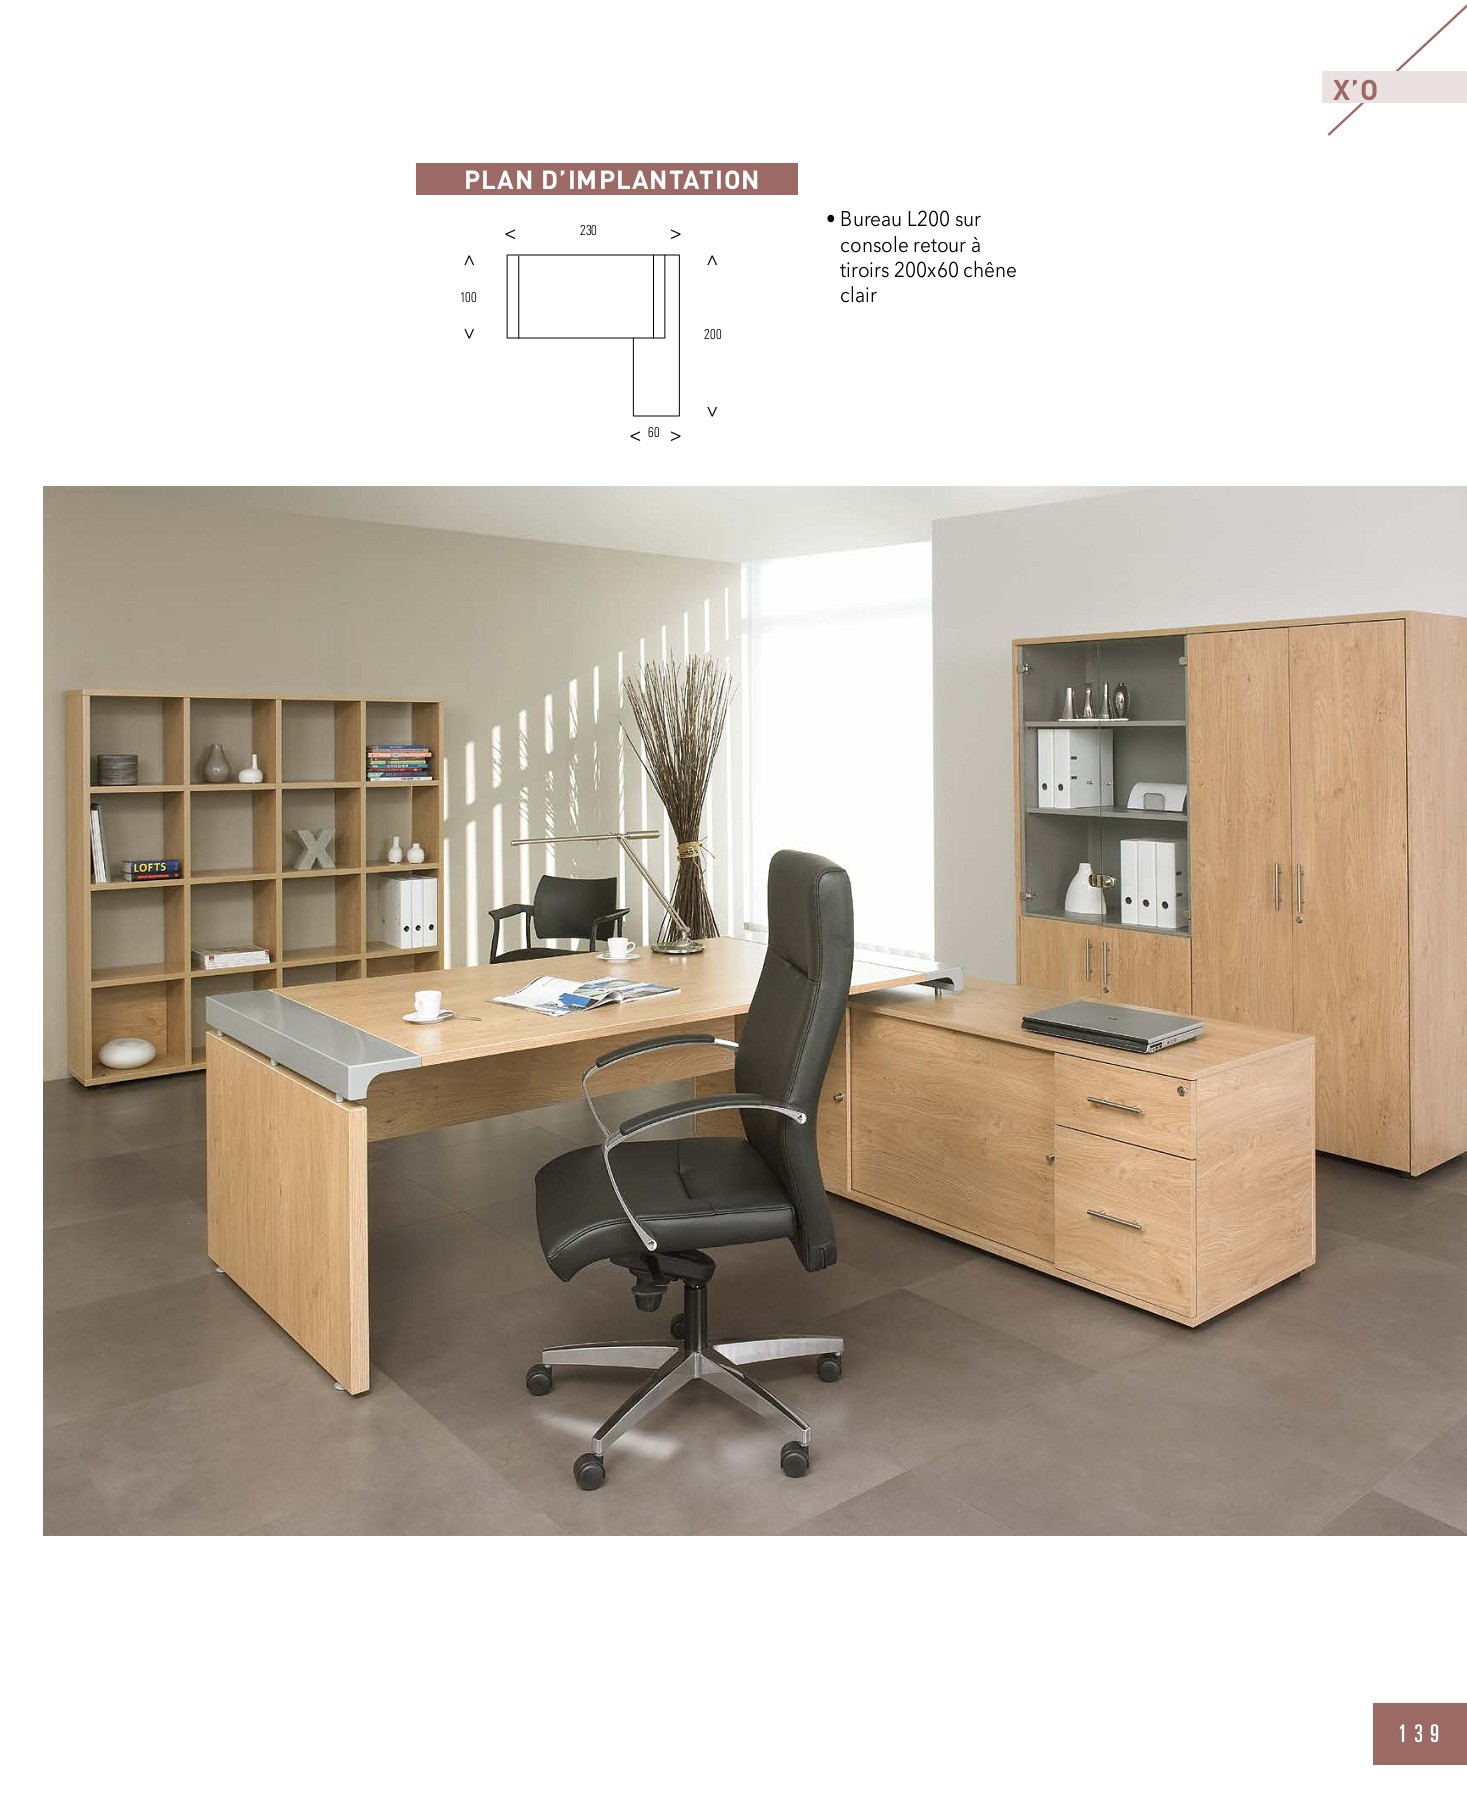 X’O
PLAN D’IMPLANTATION
230
100
200
60
• Bureau L200 sur
console retour à
tiroirs 200x60 chêne
clair
LOFTS
139